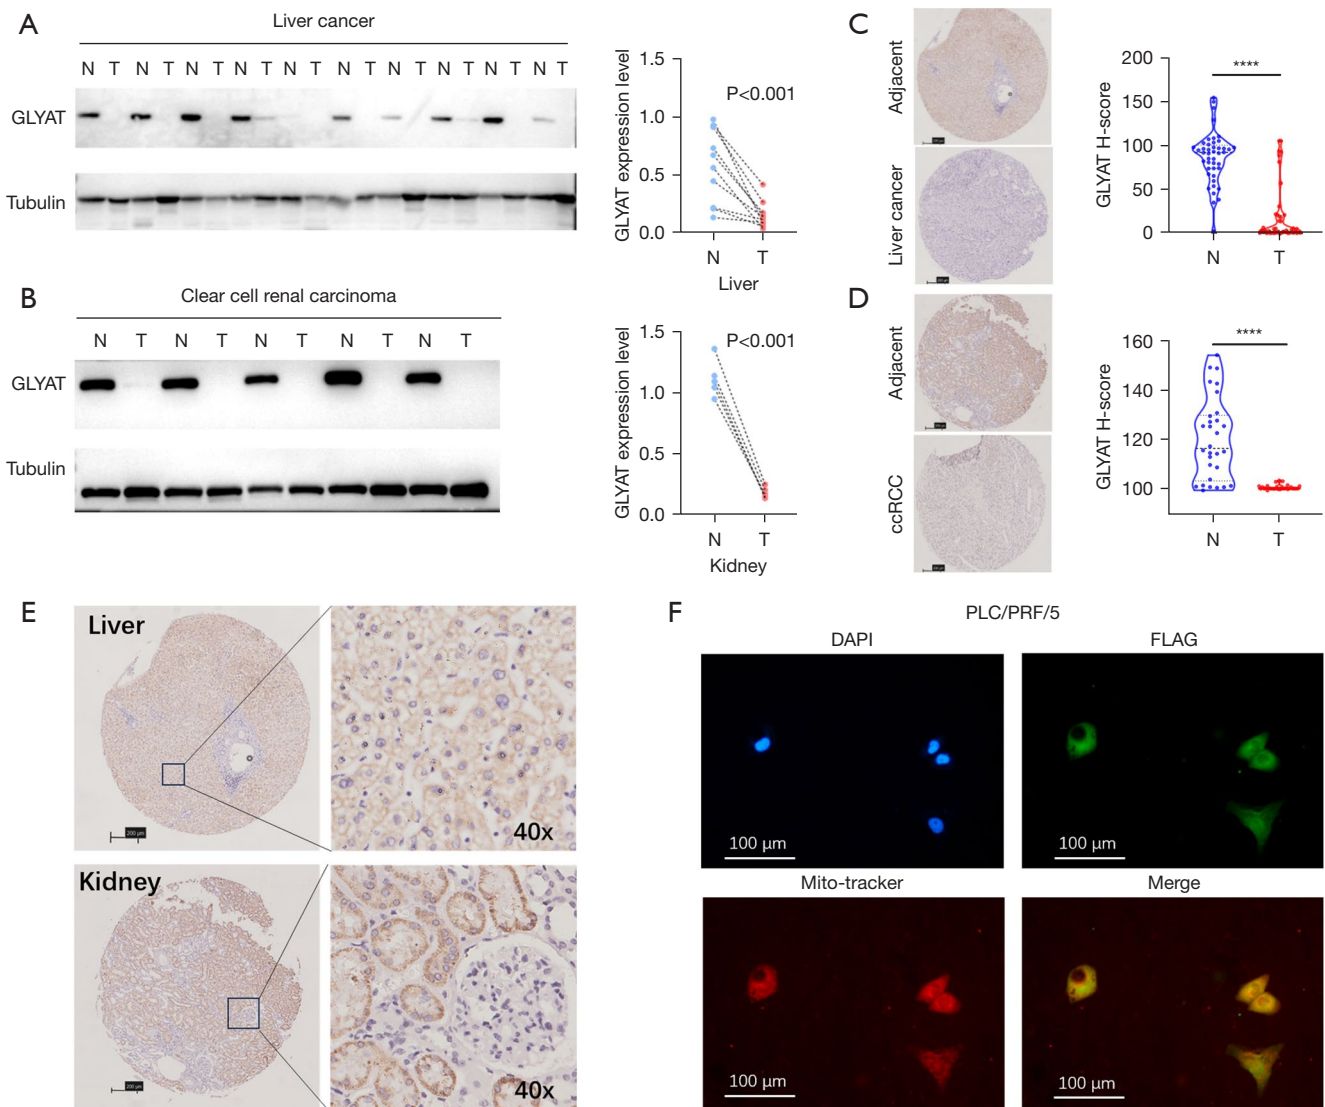 A
Liver cancer
N T N T N T N T N T N T N T N T N T N T
GLYAT
Tubulin
1.5
1.0
0.5
0.0
GLYAT expression level
P<0.001
N T
Liver
C
Adjacent
Liver cancer
200
150
100
50
0
GLYAT H-score
****
N T
B
Clear cell renal carcinoma
N T N T N T N T N T
GLYAT
Tubulin
1.5
1.0
0.5
0.0
GLYAT expression level
P<0.001
N T
Kidney
D
Adjacent
ccRCC
160
140
120
100
GLYAT H-score
****
N T
E
Liver
200 μm
40x
Kidney
200 μm
40x
F
PLC/PRF/5
DAPI
FLAG
100 μm
100 μm
Mito-tracker
Merge
100 μm
100 μm